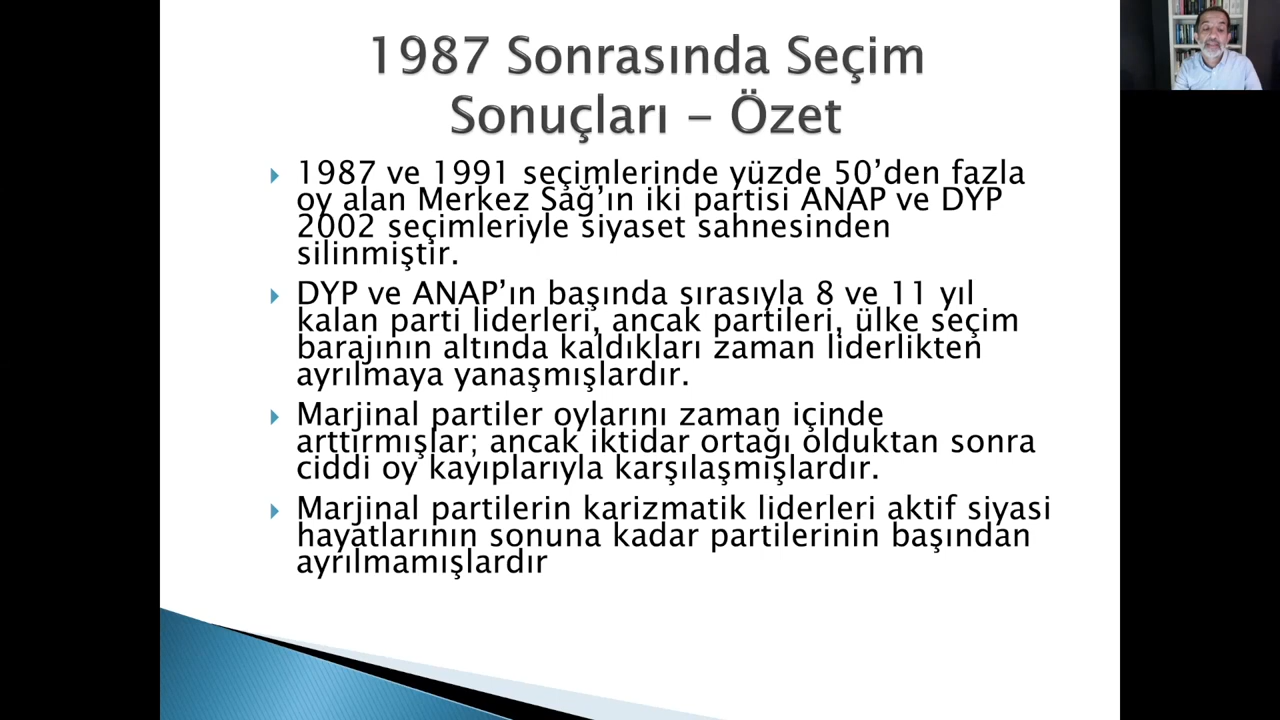 1987 Sonrasında Seçim
Sonuçları – Özet
1987 ve 1991 seçimlerinde yüzde 50’den fazla
oy alan Merkez Sağ’ın iki partisi ANAP ve DYP
2002 seçimleriyle siyaset sahnesinden
silinmiştir.
DYP ve ANAP’ın başında sırasıyla 8 ve 11 yıl
kalan parti liderleri, ancak partileri, ülke seçim
barajının altında kaldıkları zaman liderlikten
ayrılmaya yanaşmışlardır.
Marjinal partiler oylarını zaman içinde
arttırmışlar; ancak iktidar ortağı olduktan sonra
ciddi oy kayıplarıyla karşılaşmışlardır.
Marjinal partilerin karizmatik liderleri aktif siyasi
hayatlarının sonuna kadar partilerinin başından
ayrılmamışlardır